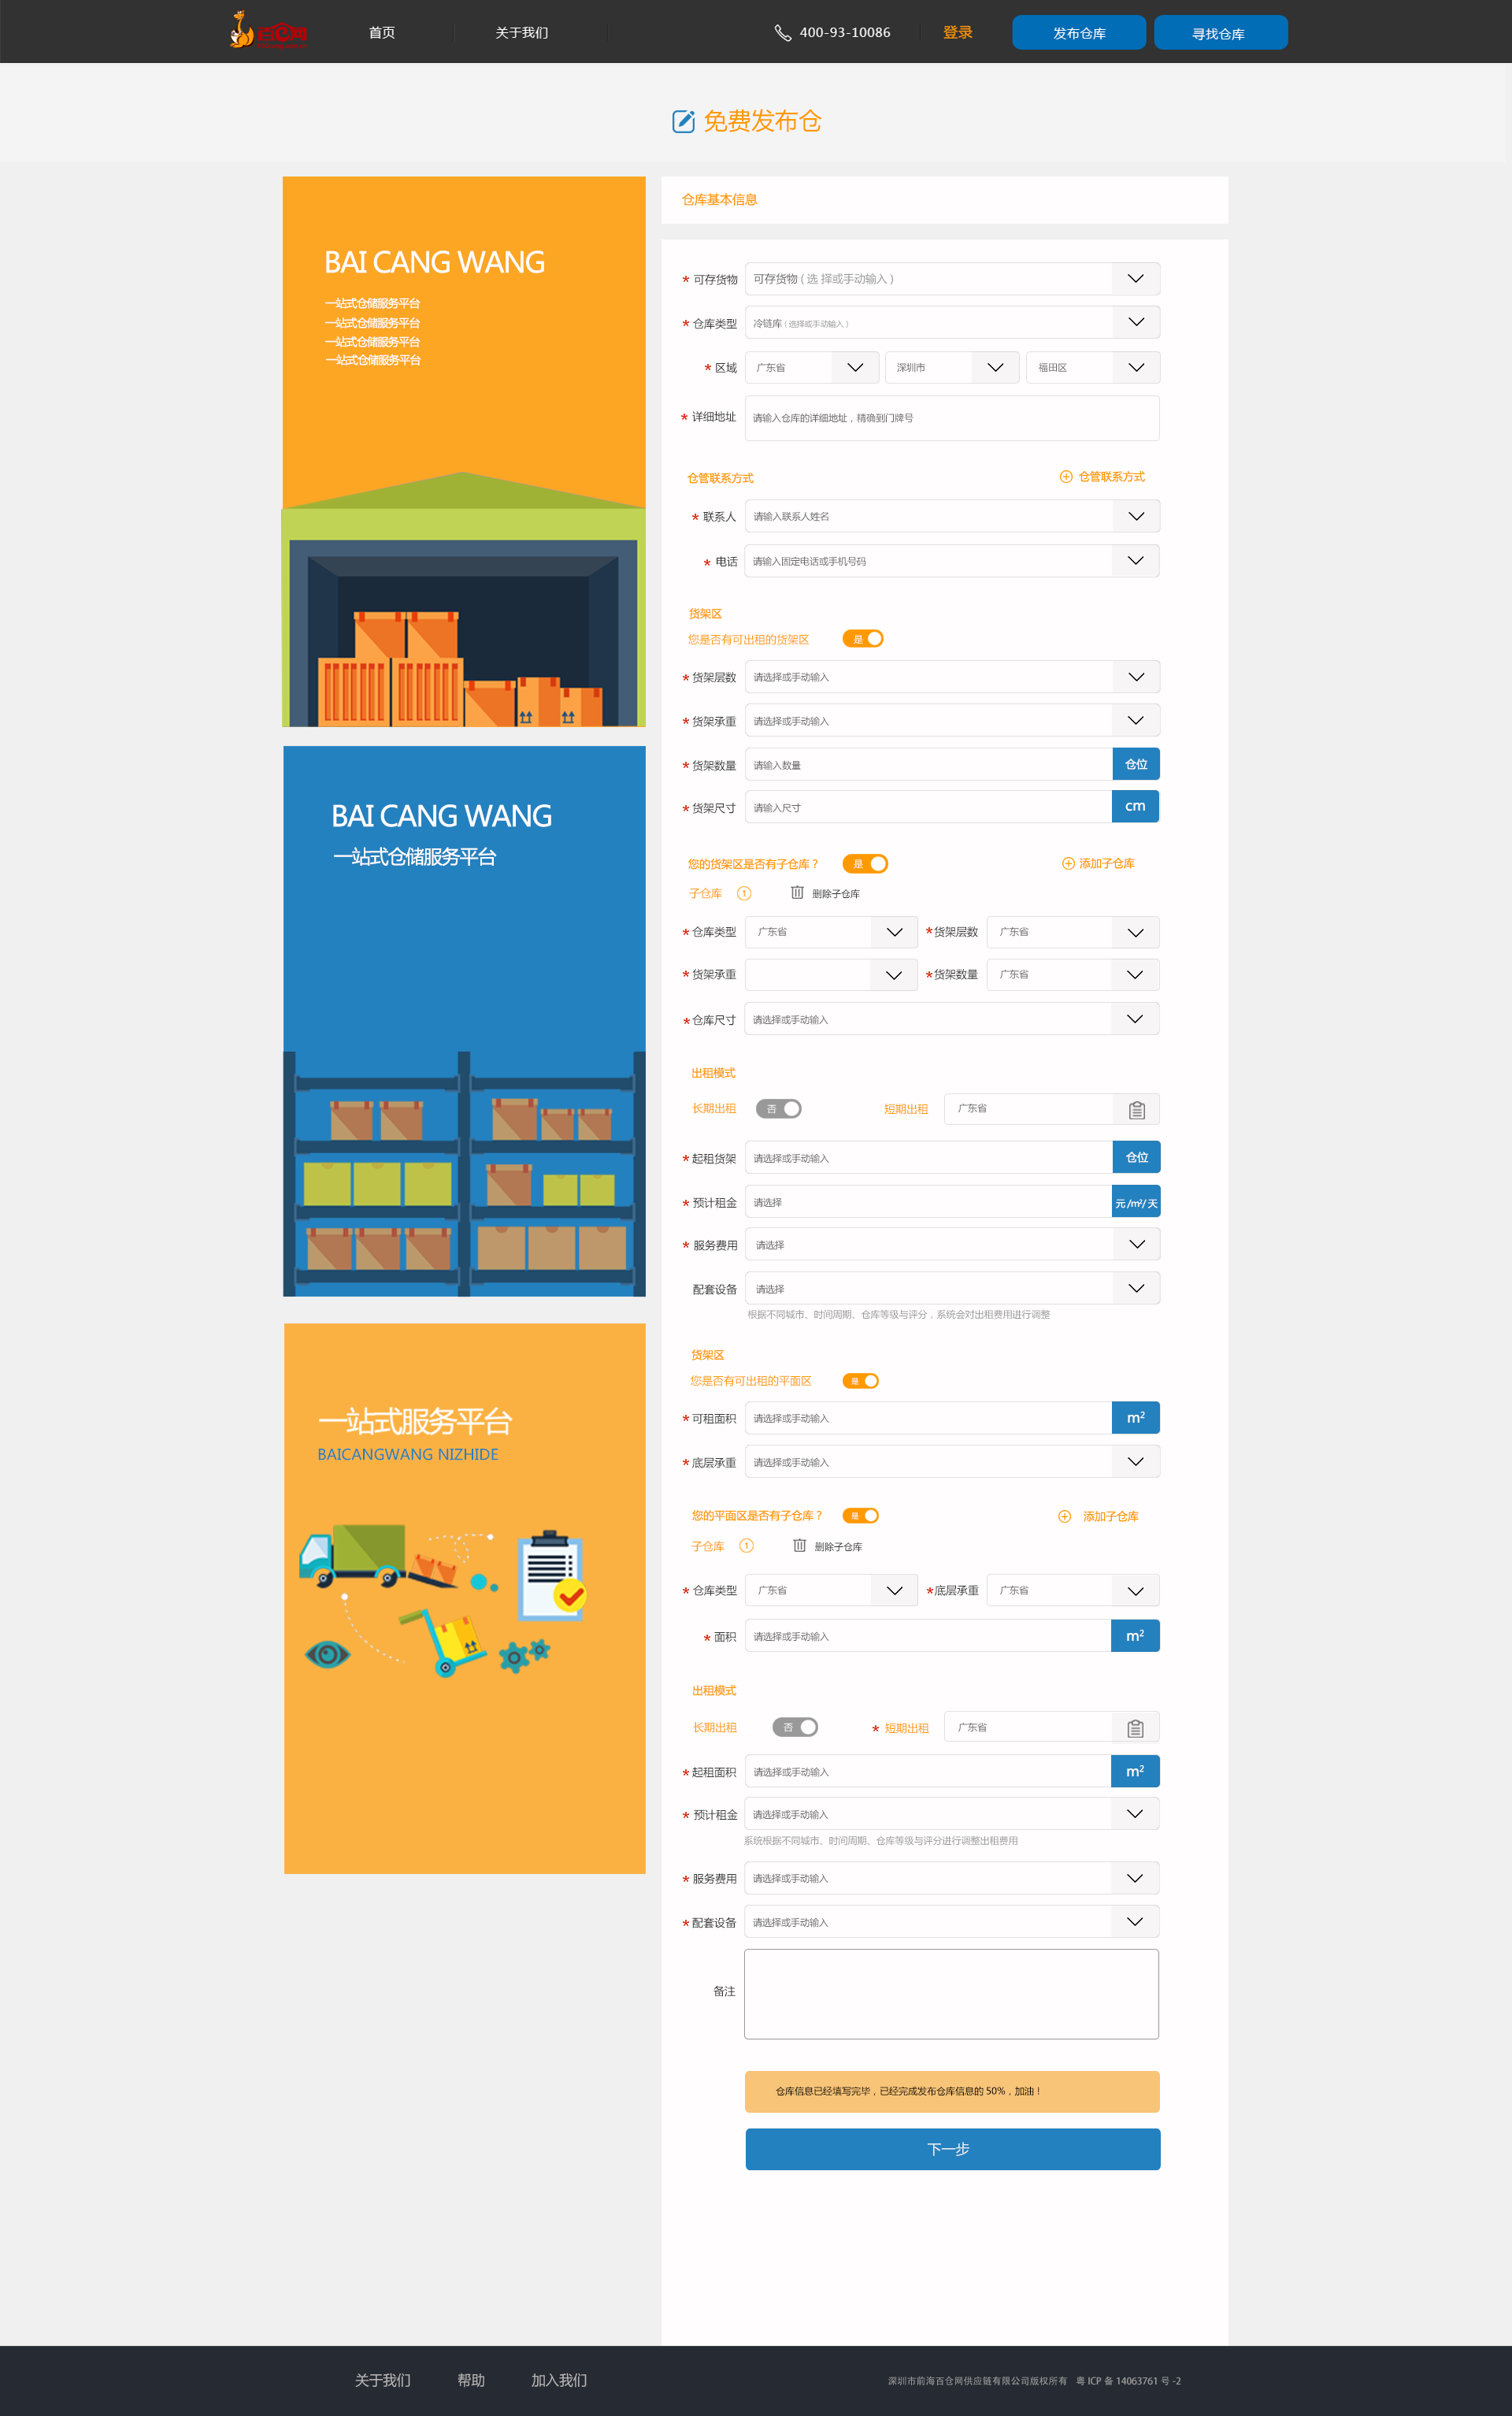 百仓网
首页
关于我们
400-93-10086
登录
发布仓库
寻找仓库
免费发布仓
BAI CANG WANG
一站式仓储服务平台
一站式仓储服务平台
一站式仓储服务平台
一站式仓储服务平台
BAI CANG WANG
一站式仓储服务平台
一站式服务平台
BAICANGWANG NIZHIDE
仓库基本信息
* 可存货物 可存货物 ( 选 择或手动输入 )
* 仓库类型 冷链库 ( 选择或手动输入 )
* 区域 广东省 深圳市 福田区
* 详细地址 请输入仓库的详细地址，精确到门牌号
仓管联系方式 仓管联系方式
* 联系人 请输入联系人姓名
* 电话 请输入固定电话或手机号码
货架区
您是否有可出租的货架区 是
* 货架层数 请选择或手动输入
* 货架承重 请选择或手动输入
* 货架数量 请输入数量 仓位
* 货架尺寸 请输入尺寸 cm
您的货架区是否有子仓库？ 是 添加子仓库
子仓库 1 删除子仓库
* 仓库类型 广东省 *货架层数 广东省
* 货架承重 *货架数量 广东省
* 仓库尺寸 请选择或手动输入
出租模式
长期出租 否 短期出租 广东省
* 起租货架 请选择或手动输入 仓位
* 预计租金 请选择 元/m²/天
* 服务费用 请选择
配套设备 请选择
根据不同城市、时间周期、仓库等级与评分，系统会对出租费用进行调整
货架区
您是否有可出租的平面区 是
* 可租面积 请选择或手动输入 m²
* 底层承重 请选择或手动输入
您的平面区是否有子仓库？ 是 添加子仓库
子仓库 1 删除子仓库
* 仓库类型 广东省 *底层承重 广东省
* 面积 请选择或手动输入 m²
出租模式
长期出租 否 * 短期出租 广东省
* 起租面积 请选择或手动输入 m²
* 预计租金 请选择或手动输入
系统根据不同城市、时间周期、仓库等级与评分进行调整出租费用
* 服务费用 请选择或手动输入
* 配套设备 请选择或手动输入
备注
仓库信息已经填写完毕，已经完成发布仓库信息的 50%，加油！
下一步
关于我们 帮助 加入我们
深圳市前海百仓网供应链有限公司版权所有 粤 ICP 备 14063761 号 -2